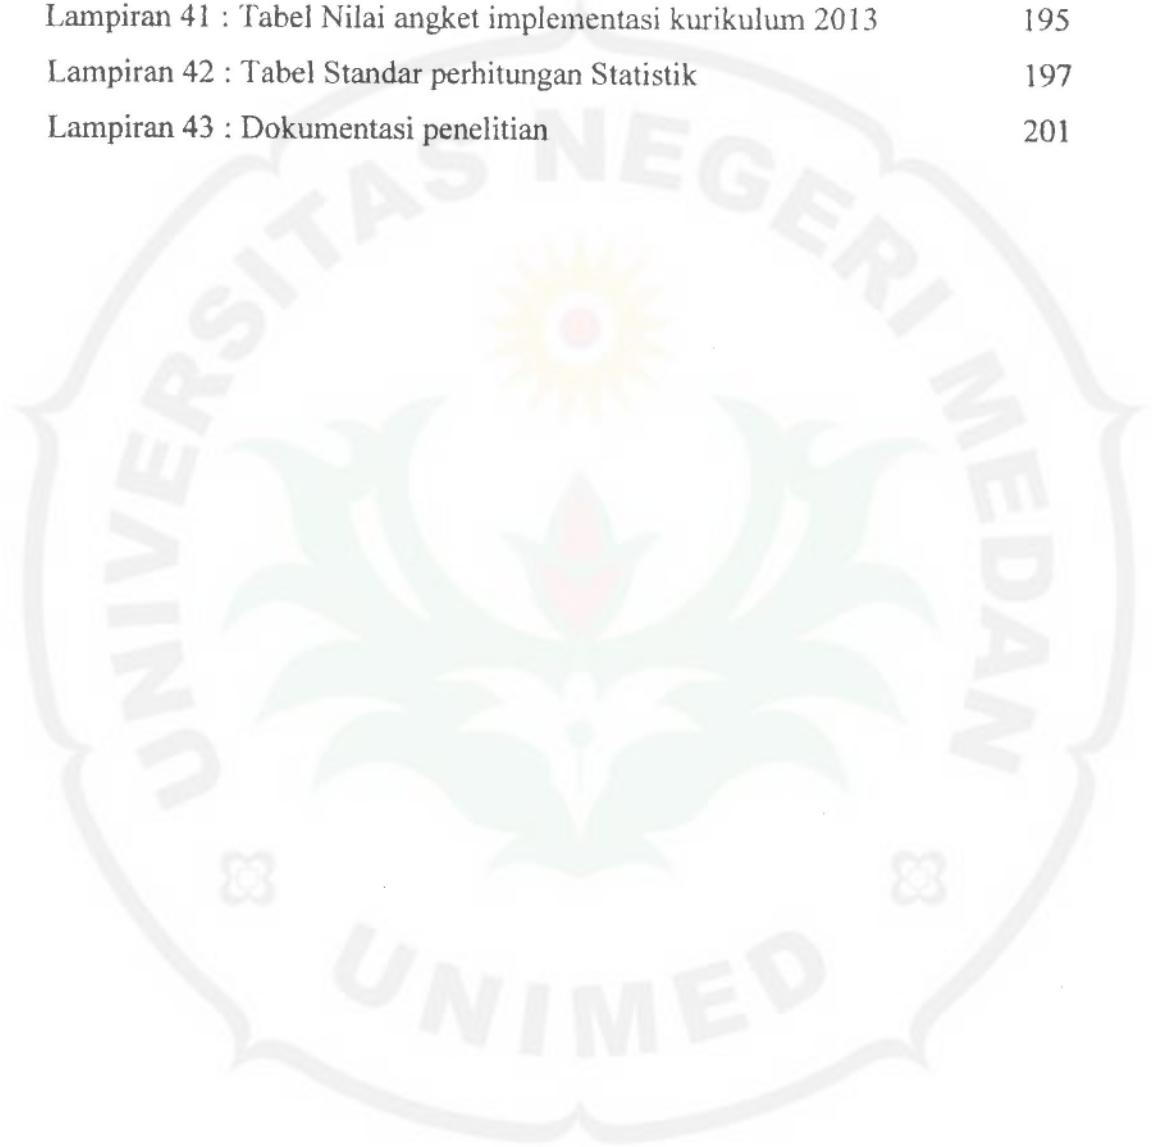 Lampiran 41 : Tabel Nilai angket implementasi kurikulum 2013 195
Lampiran 42 : Tabel Standar perhitungan Statistik 197
Lampiran 43 : Dokumentasi penelitian 201
UNIVERSITAS NEGERI MEDAN
UNIMED